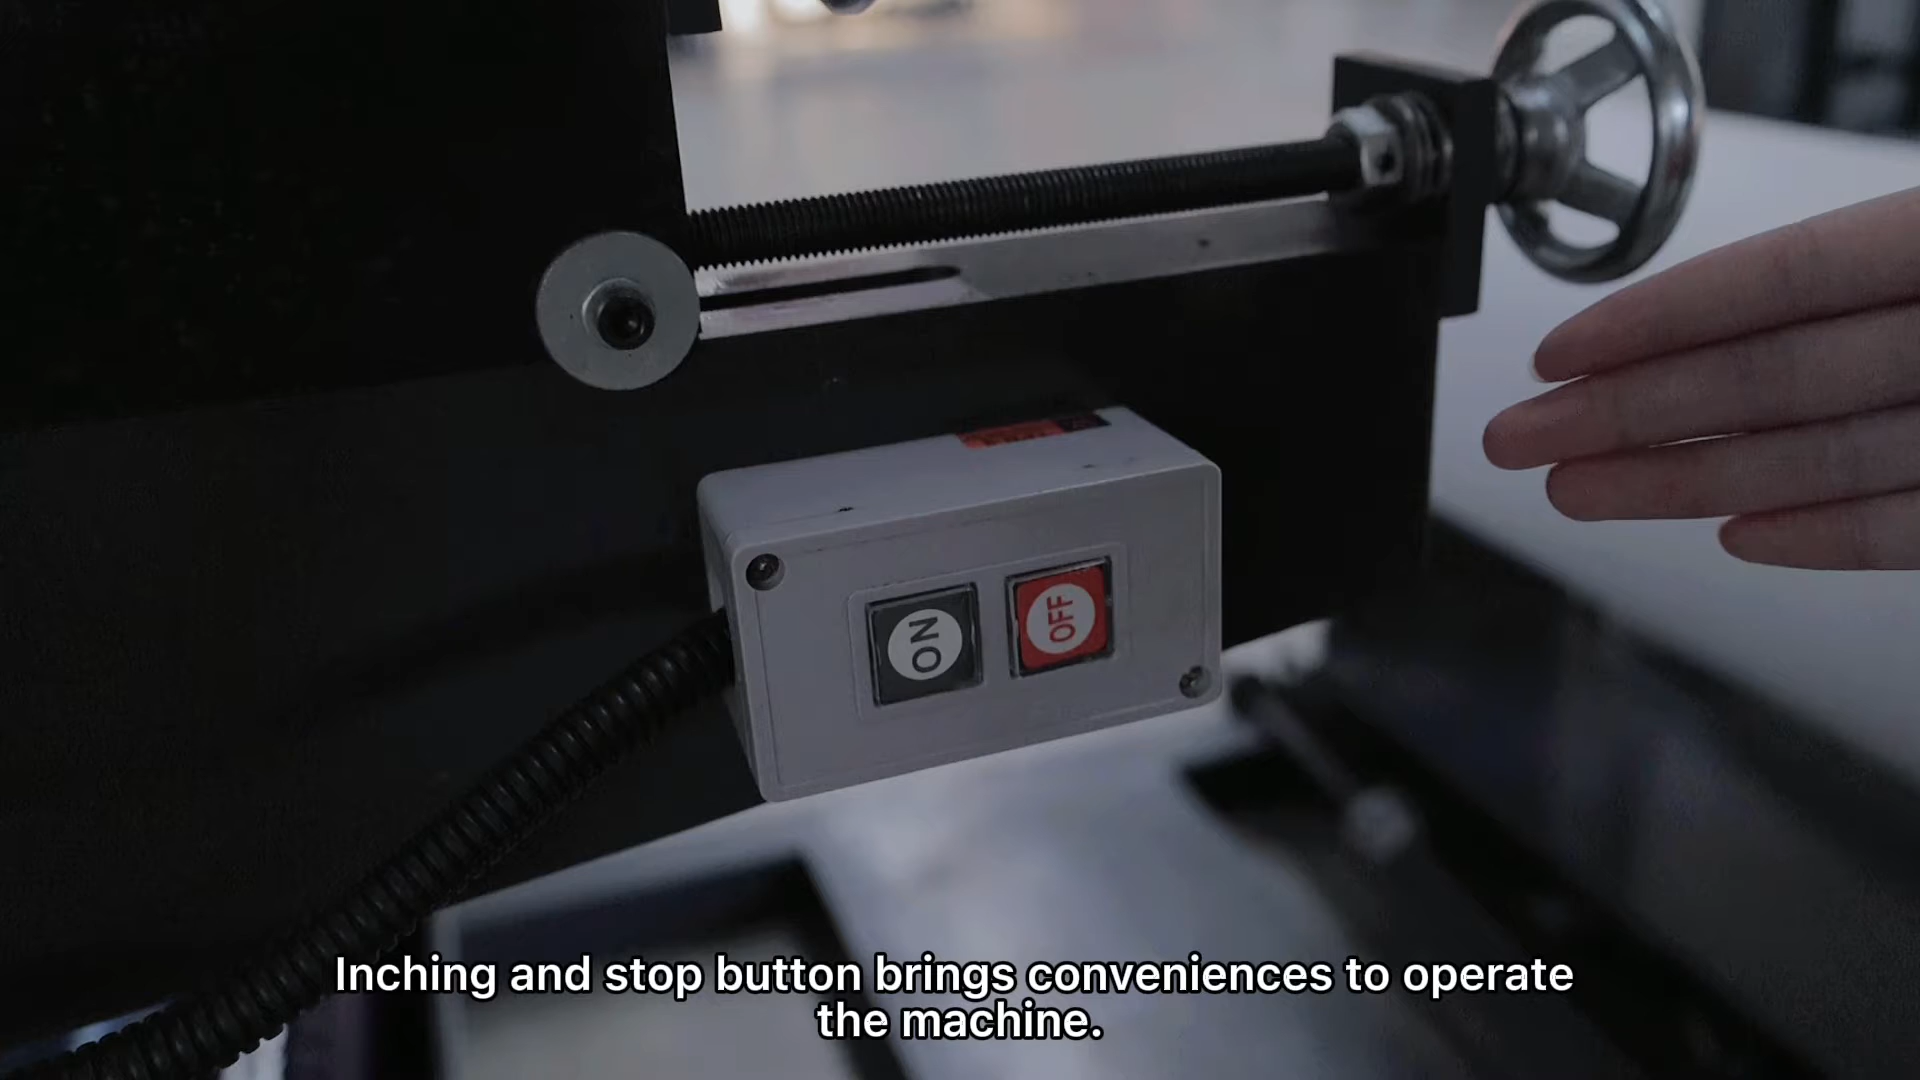 ON
OFF
Inching and stop button brings conveniences to operate
the machine.